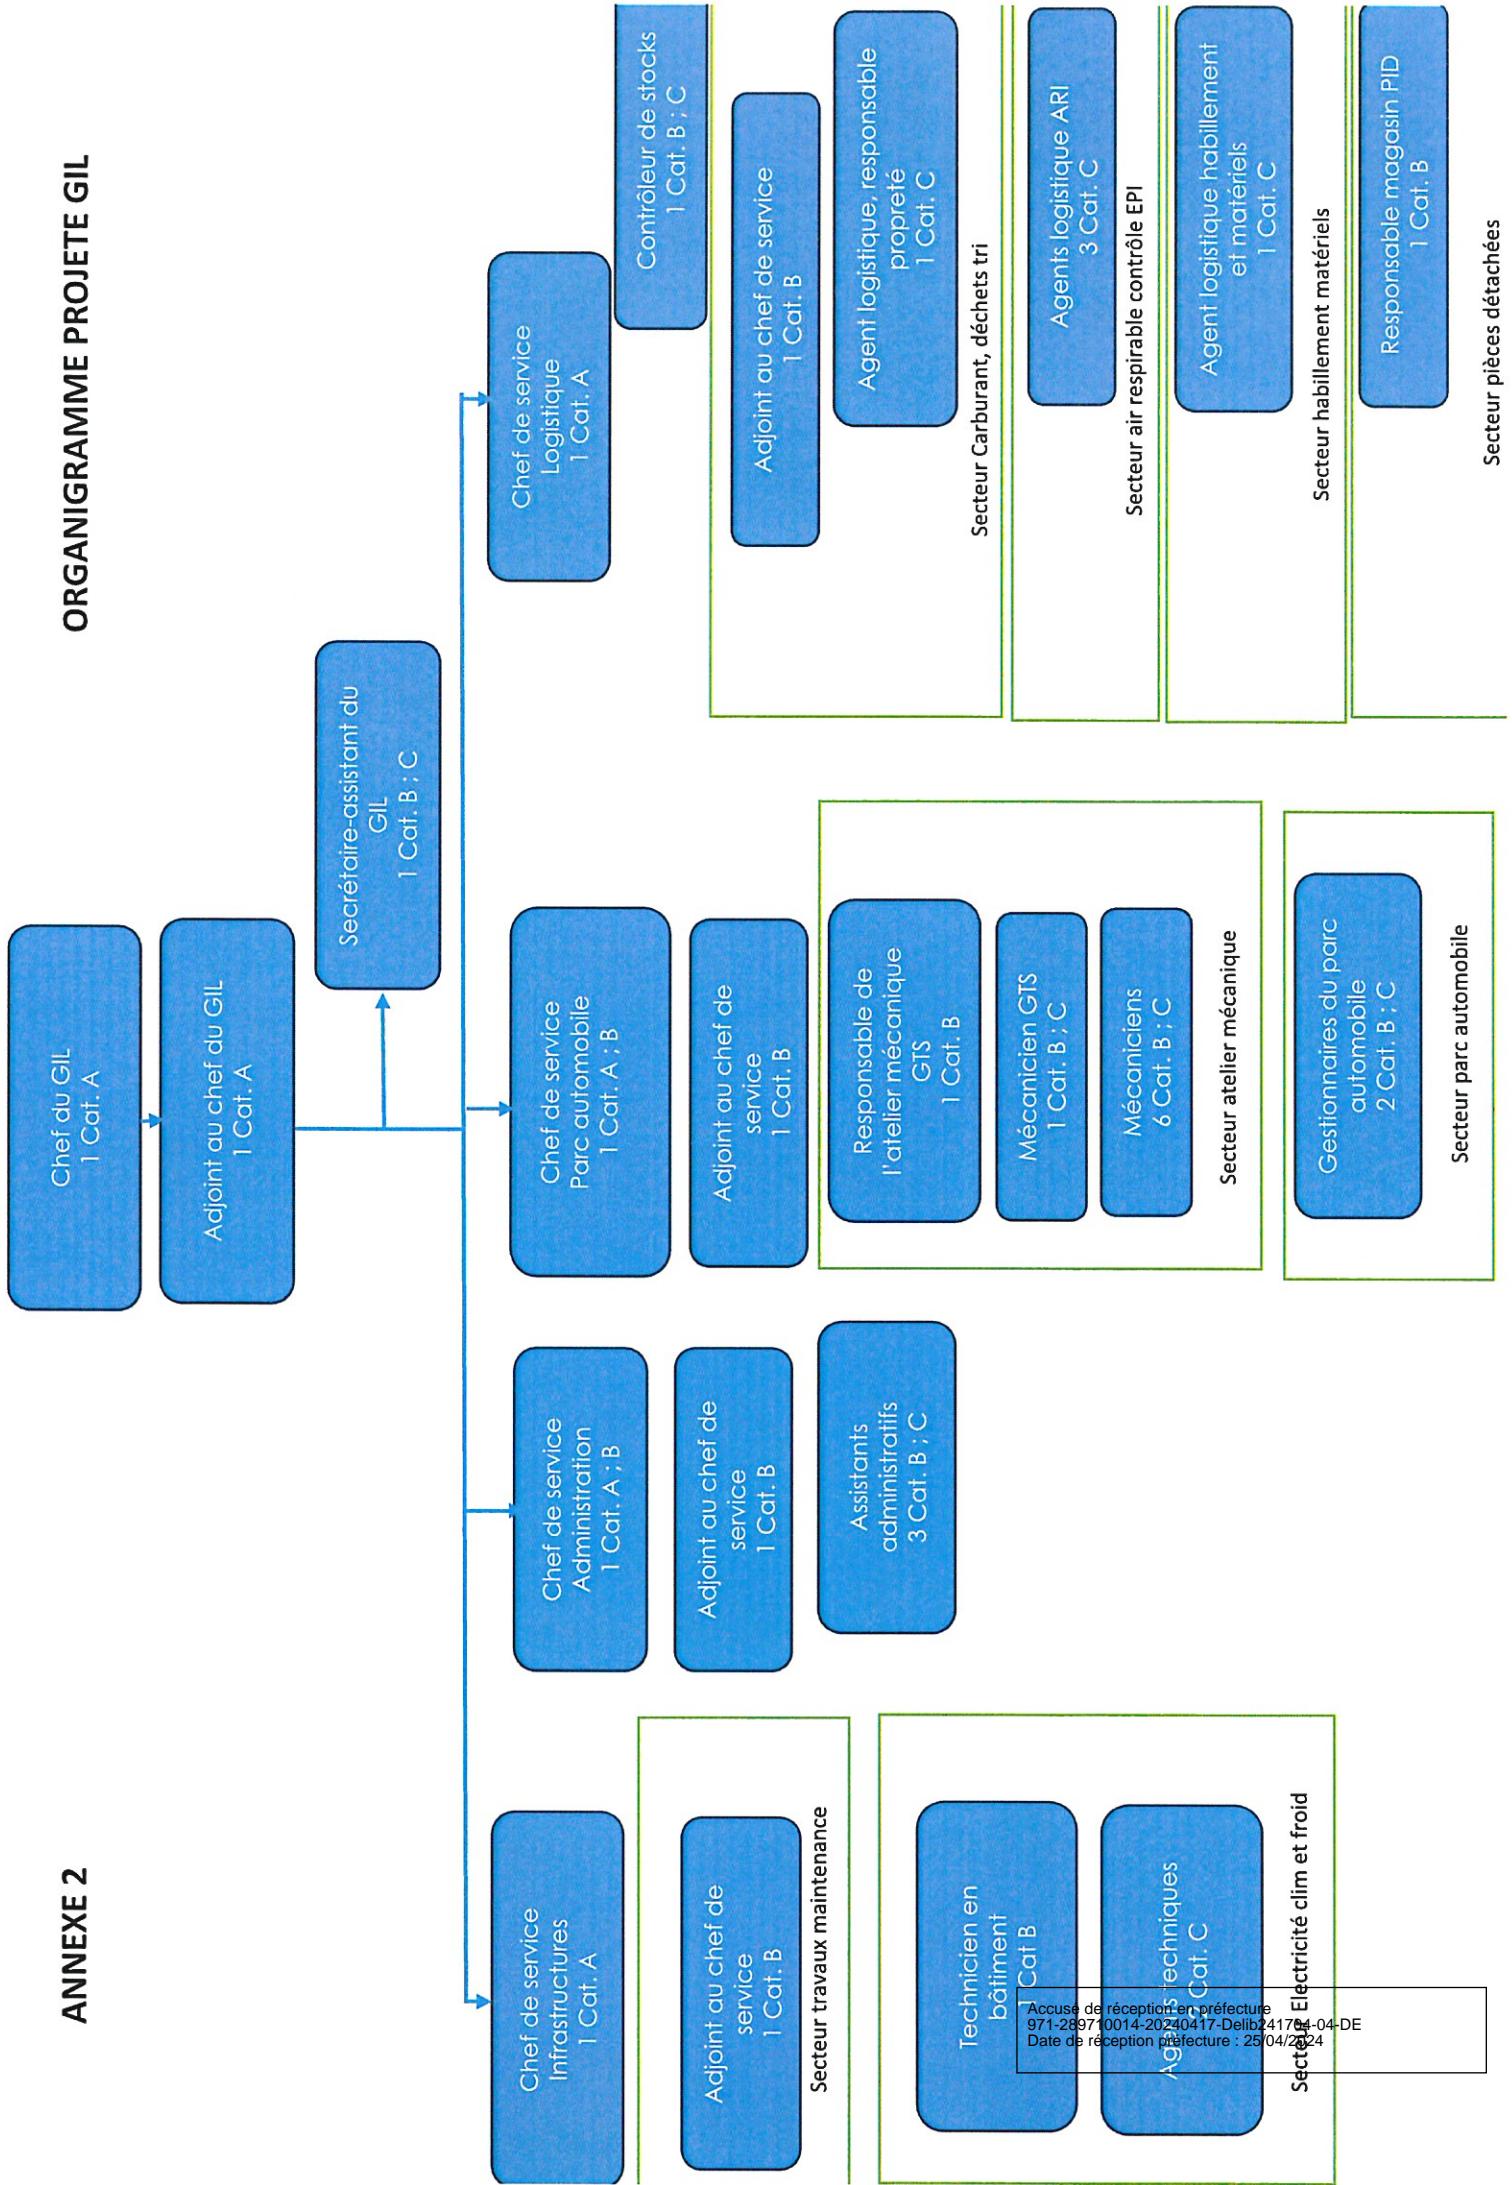 ANNEXE 2
ORGANIGRAMME PROJETE GIL
Chef du GIL
1 Cat. A
Adjoint au chef du GIL
1 Cat. A
Secrétaire-assistant du
GIL
1 Cat. B ; C
Chef de service
Infrastructures
1 Cat. A
Adjoint au chef de
service
1 Cat. B
Secteur travaux maintenance
Technicien en
bâtiment
1 Cat B
Agents techniques
Cat. C
Secteur Electricité clim et froid
Chef de service
Administration
1 Cat. A ; B
Adjoint au chef de
service
1 Cat. B
Assistants
administratifs
3 Cat. B ; C
Chef de service
Parc automobile
1 Cat. A ; B
Adjoint au chef de
service
1 Cat. B
Responsable de
l'atelier mécanique
GTS
1 Cat. B
Mécanicien GTS
1 Cat. B ; C
Mécaniciens
6 Cat. B ; C
Secteur atelier mécanique
Gestionnaires du parc
automobile
2 Cat. B ; C
Secteur parc automobile
Chef de service
Logistique
1 Cat. A
Contrôleur de stocks
1 Cat. B ; C
Adjoint au chef de service
1 Cat. B
Agent logistique, responsable
propreté
1 Cat. C
Secteur Carburant, déchets tri
Agents logistique ARI
3 Cat. C
Secteur air respirable contrôle EPI
Agent logistique habillement
et matériels
1 Cat. C
Secteur habillement matériels
Responsable magasin PID
1 Cat. B
Secteur pièces détachées
Accusé de réception en préfecture
971-289710014-20240417-Delib241704-04-DE
Date de réception préfecture : 25/04/2024